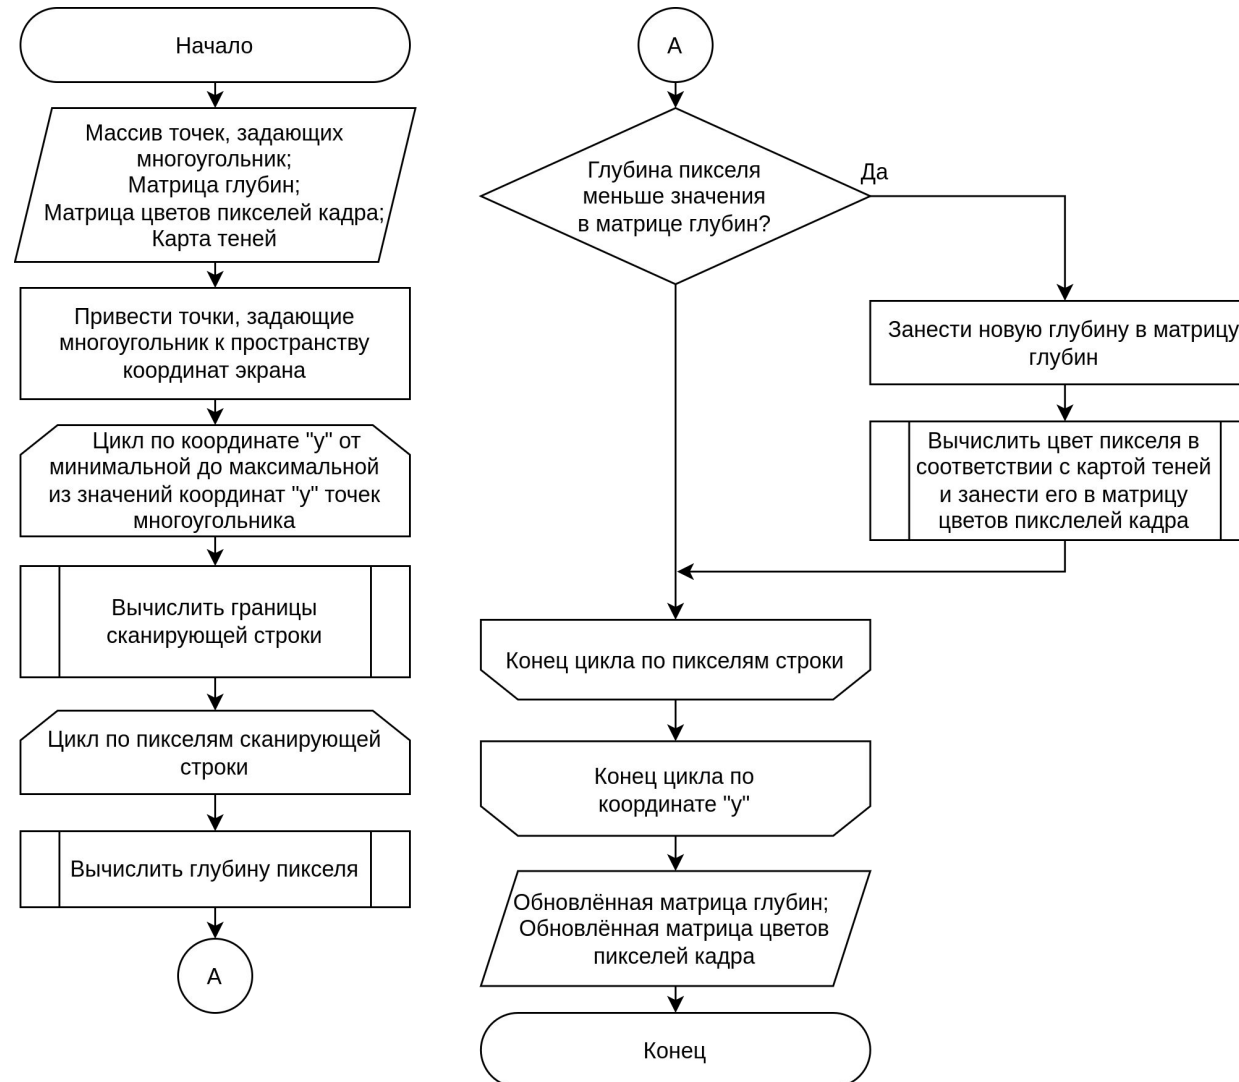 Начало
Массив точек, задающих
многоугольник;
Матрица глубин;
Матрица цветов пикселей кадра;
Карта теней
Привести точки, задающие
многоугольник к пространству
координат экрана
Цикл по координате "y" от
минимальной до максимальной
из значений координат "y" точек
многоугольника
Вычислить границы
сканирующей строки
Цикл по пикселям сканирующей
строки
Вычислить глубину пикселя
А
А
Глубина пикселя
меньше значения
в матрице глубин?
Да
Занести новую глубину в матрицу
глубин
Вычислить цвет пикселя в
соответствии с картой теней
и занести его в матрицу
цветов пикслелей кадра
Конец цикла по пикселям строки
Конец цикла по
координате "y"
Обновлённая матрица глубин;
Обновлённая матрица цветов
пикселей кадра
Конец